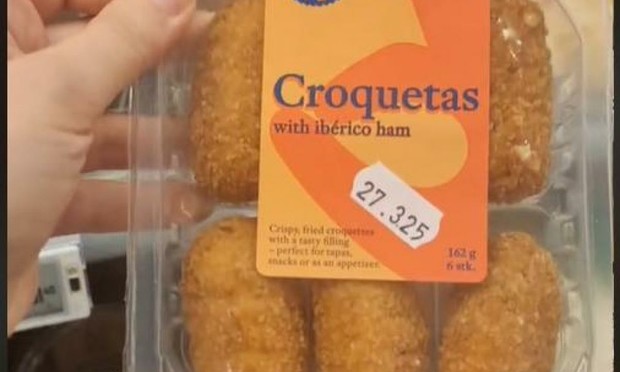 Croquetas
with ibérico ham
27.325
Crispy, fried croquettes
with a tasty filling
– perfect for tapas,
snacks or as an appetizer.
162 g
6 stk.